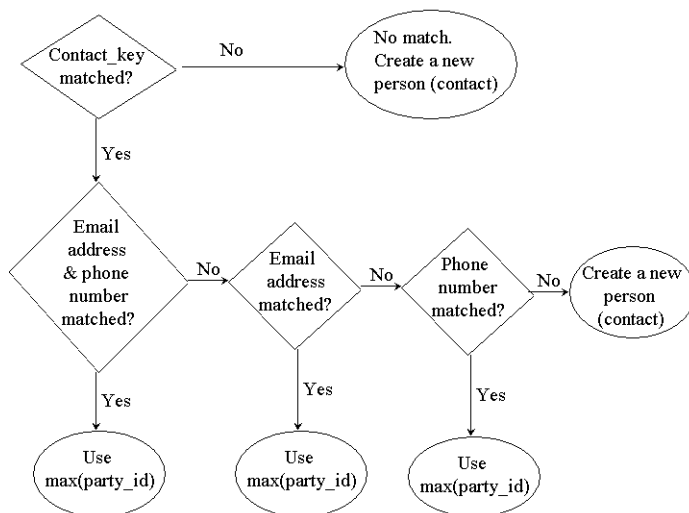 Contact_key
matched?
No
No match.
Create a new
person (contact)
Yes
Email
address
& phone
number
matched?
No
Email
address
matched?
No
Phone
number
matched?
No
Create a new
person
(contact)
Yes
Yes
Yes
Use
max(party_id)
Use
max(party_id)
Use
max(party_id)